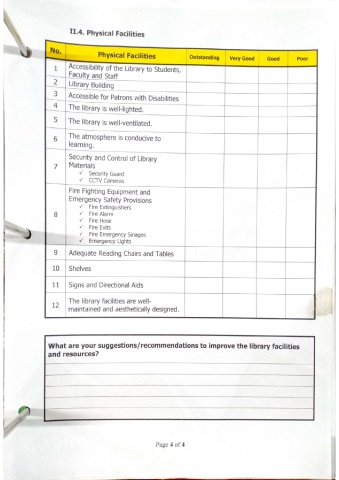 II.4. Physical Facilities
No. Physical Facilities Outstanding Very Good Good Poor
1 Accessibility of the Library to Students,
Faculty and Staff
2 Library Building
3 Accessible for Patrons with Disabilities
4 The library is well-lighted.
5 The library is well-ventilated.
6 The atmosphere is conducive to
learning.
7 Security and Control of Library
Materials
✓ Security Guard
✓ CCTV Cameras
8 Fire Fighting Equipment and
Emergency Safety Provisions
✓ Fire Extinguishers
✓ Fire Alarm
✓ Fire Hose
✓ Fire Exits
✓ Fire Emergency Sinages
✓ Emergency Lights
9 Adequate Reading Chairs and Tables
10 Shelves
11 Signs and Directional Aids
12 The library facilities are well-
maintained and aesthetically designed.
What are your suggestions/recommendations to improve the library facilities
and resources?
Page 4 of 4